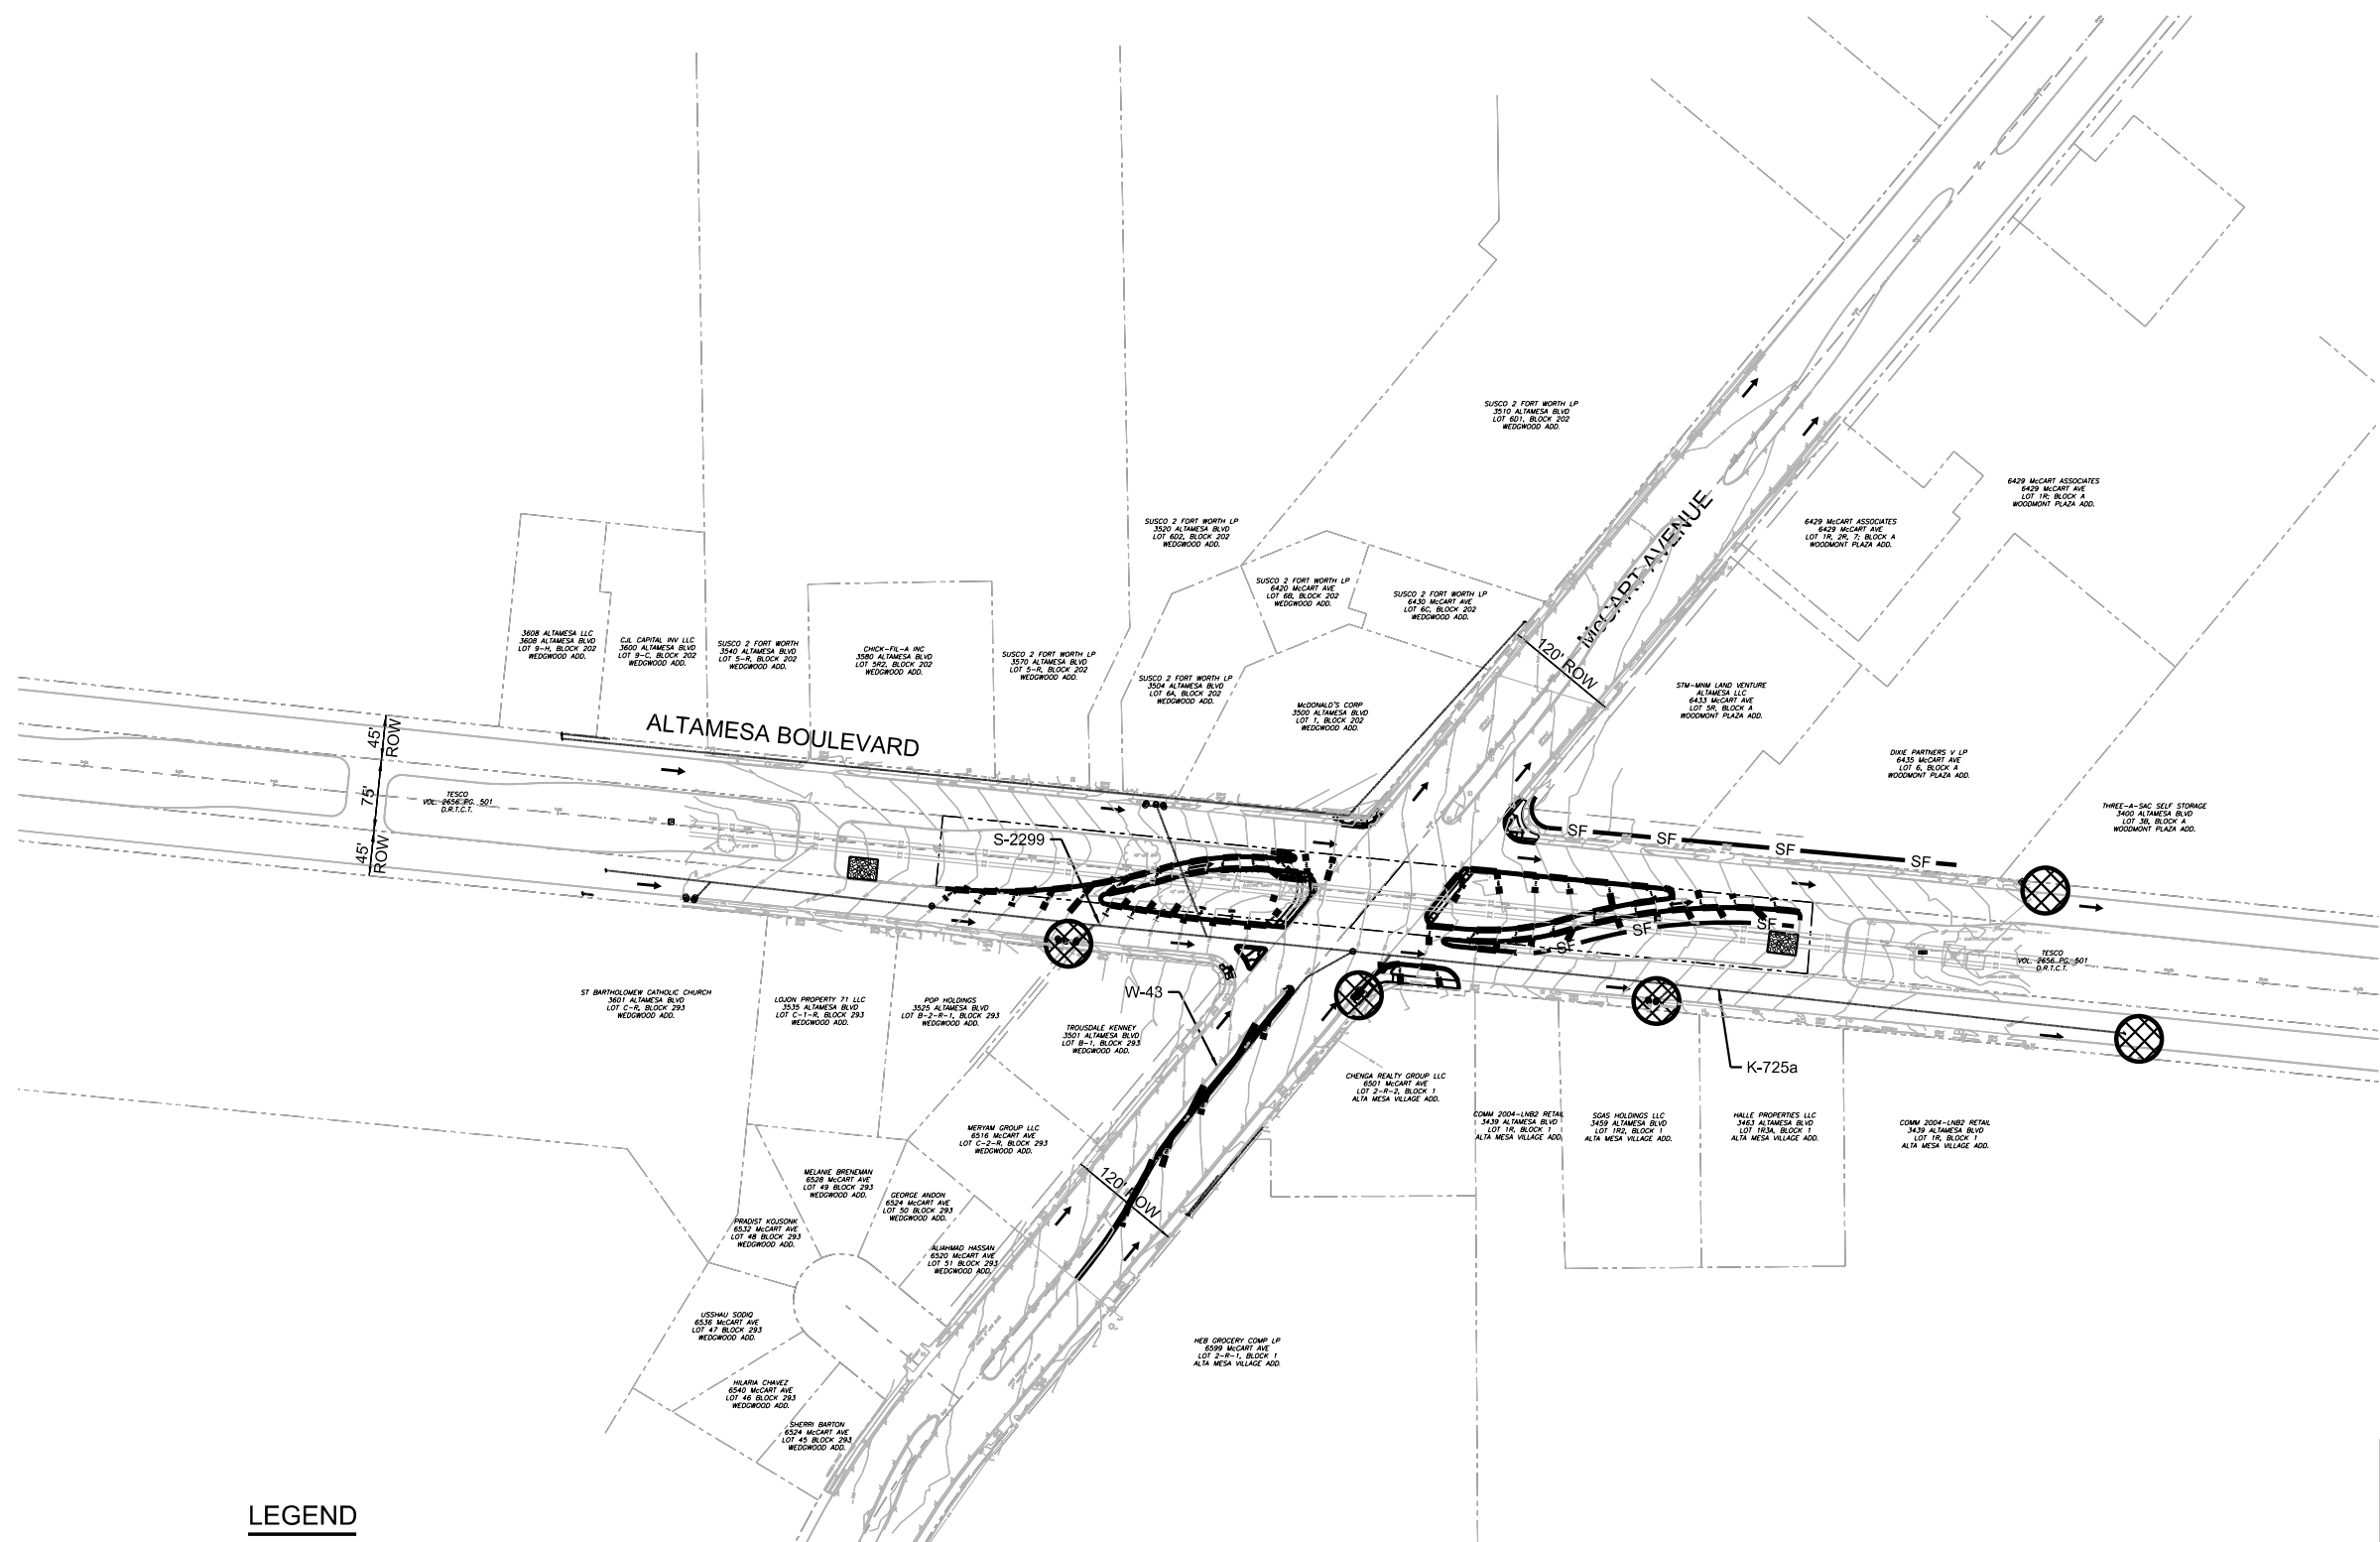 SUSCO 2 FORT WORTH LP
3510 ALTAMESA BLVD
LOT 6D1, BLOCK 202
WEDGWOOD ADD.
McCART AVENUE
6429 McCART ASSOCIATES
6429 McCART AVE
LOT 1R; BLOCK A
WOODMONT PLAZA ADD.
6429 McCART ASSOCIATES
6429 McCART AVE
LOT 1R, 2R, 7; BLOCK A
WOODMONT PLAZA ADD.
SUSCO 2 FORT WORTH LP
3520 ALTAMESA BLVD
LOT 6D2, BLOCK 202
WEDGWOOD ADD.
SUSCO 2 FORT WORTH LP
6420 McCART AVE
LOT 6B, BLOCK 202
WEDGWOOD ADD.
SUSCO 2 FORT WORTH LP
6430 McCART AVE
LOT 6C, BLOCK 202
WEDGWOOD ADD.
3608 ALTAMESA LLC
3608 ALTAMESA BLVD
LOT 9-H, BLOCK 202
WEDGWOOD ADD.
CJL CAPITAL INV LLC
3600 ALTAMESA BLVD
LOT 9-C, BLOCK 202
WEDGWOOD ADD.
SUSCO 2 FORT WORTH
3540 ALTAMESA BLVD
LOT 5-R, BLOCK 202
WEDGWOOD ADD.
CHICK-FIL-A INC
3580 ALTAMESA BLVD
LOT 5R2, BLOCK 202
WEDGWOOD ADD.
SUSCO 2 FORT WORTH LP
3570 ALTAMESA BLVD
LOT 5-R, BLOCK 202
WEDGWOOD ADD.
SUSCO 2 FORT WORTH LP
3504 ALTAMESA BLVD
LOT 6A, BLOCK 202
WEDGWOOD ADD.
McDONALD'S CORP
3500 ALTAMESA BLVD
LOT 1, BLOCK 202
WEDGWOOD ADD.
120' ROW
STM-MNM LAND VENTURE
ALTAMESA LLC
6433 McCART AVE
LOT 5R, BLOCK A
WOODMONT PLAZA ADD.
DIXIE PARTNERS V LP
6435 McCART AVE
LOT 6, BLOCK A
WOODMONT PLAZA ADD.
THREE-A-SAC SELF STORAGE
3400 ALTAMESA BLVD
LOT 3B, BLOCK A
WOODMONT PLAZA ADD.
ALTAMESA BOULEVARD
45'
ROW
75'
45'
ROW
TESCO
VOL. 2656 PG. 501
D.R.T.C.T.
S-2299
SF
SF
SF
SF
SF
SF
SF
TESCO
VOL. 2656 PG. 501
D.R.T.C.T.
W-43
K-725a
ST BARTHOLOMEW CATHOLIC CHURCH
3601 ALTAMESA BLVD
LOT C-R, BLOCK 293
WEDGWOOD ADD.
LOJON PROPERTY 71 LLC
3535 ALTAMESA BLVD
LOT C-1-R, BLOCK 293
WEDGWOOD ADD.
POP HOLDINGS
3525 ALTAMESA BLVD
LOT B-2-R-1, BLOCK 293
WEDGWOOD ADD.
TROUSDALE KENNEY
3501 ALTAMESA BLVD
LOT B-1, BLOCK 293
WEDGWOOD ADD.
CHENGA REALTY GROUP LLC
6501 McCART AVE
LOT 2-R-2, BLOCK 1
ALTA MESA VILLAGE ADD.
COMM 2004-LNB2 RETAIL
3439 ALTAMESA BLVD
LOT 1R, BLOCK 1
ALTA MESA VILLAGE ADD.
SGAS HOLDINGS LLC
3459 ALTAMESA BLVD
LOT 1R2, BLOCK 1
ALTA MESA VILLAGE ADD.
HALLE PROPERTIES LLC
3463 ALTAMESA BLVD
LOT 1R3A, BLOCK 1
ALTA MESA VILLAGE ADD.
COMM 2004-LNB2 RETAIL
3439 ALTAMESA BLVD
LOT 1R, BLOCK 1
ALTA MESA VILLAGE ADD.
MERYAM GROUP LLC
6516 McCART AVE
LOT C-2-R, BLOCK 293
WEDGWOOD ADD.
120' ROW
MELANIE BRENEMAN
6528 McCART AVE
LOT 49 BLOCK 293
WEDGWOOD ADD.
GEORGE ANDON
6524 McCART AVE
LOT 50 BLOCK 293
WEDGWOOD ADD.
PRADIST KOJSONK
6532 McCART AVE
LOT 48 BLOCK 293
WEDGWOOD ADD.
ALIAHMAD HASSAN
6520 McCART AVE
LOT 51 BLOCK 293
WEDGWOOD ADD.
USSHAU SODIQ
6536 McCART AVE
LOT 47 BLOCK 293
WEDGWOOD ADD.
HEB GROCERY COMP LP
6599 McCART AVE
LOT 2-R-1, BLOCK 1
ALTA MESA VILLAGE ADD.
HILARIA CHAVEZ
6540 McCART AVE
LOT 46 BLOCK 293
WEDGWOOD ADD.
SHERRI BARTON
6524 McCART AVE
LOT 45 BLOCK 293
WEDGWOOD ADD.
LEGEND